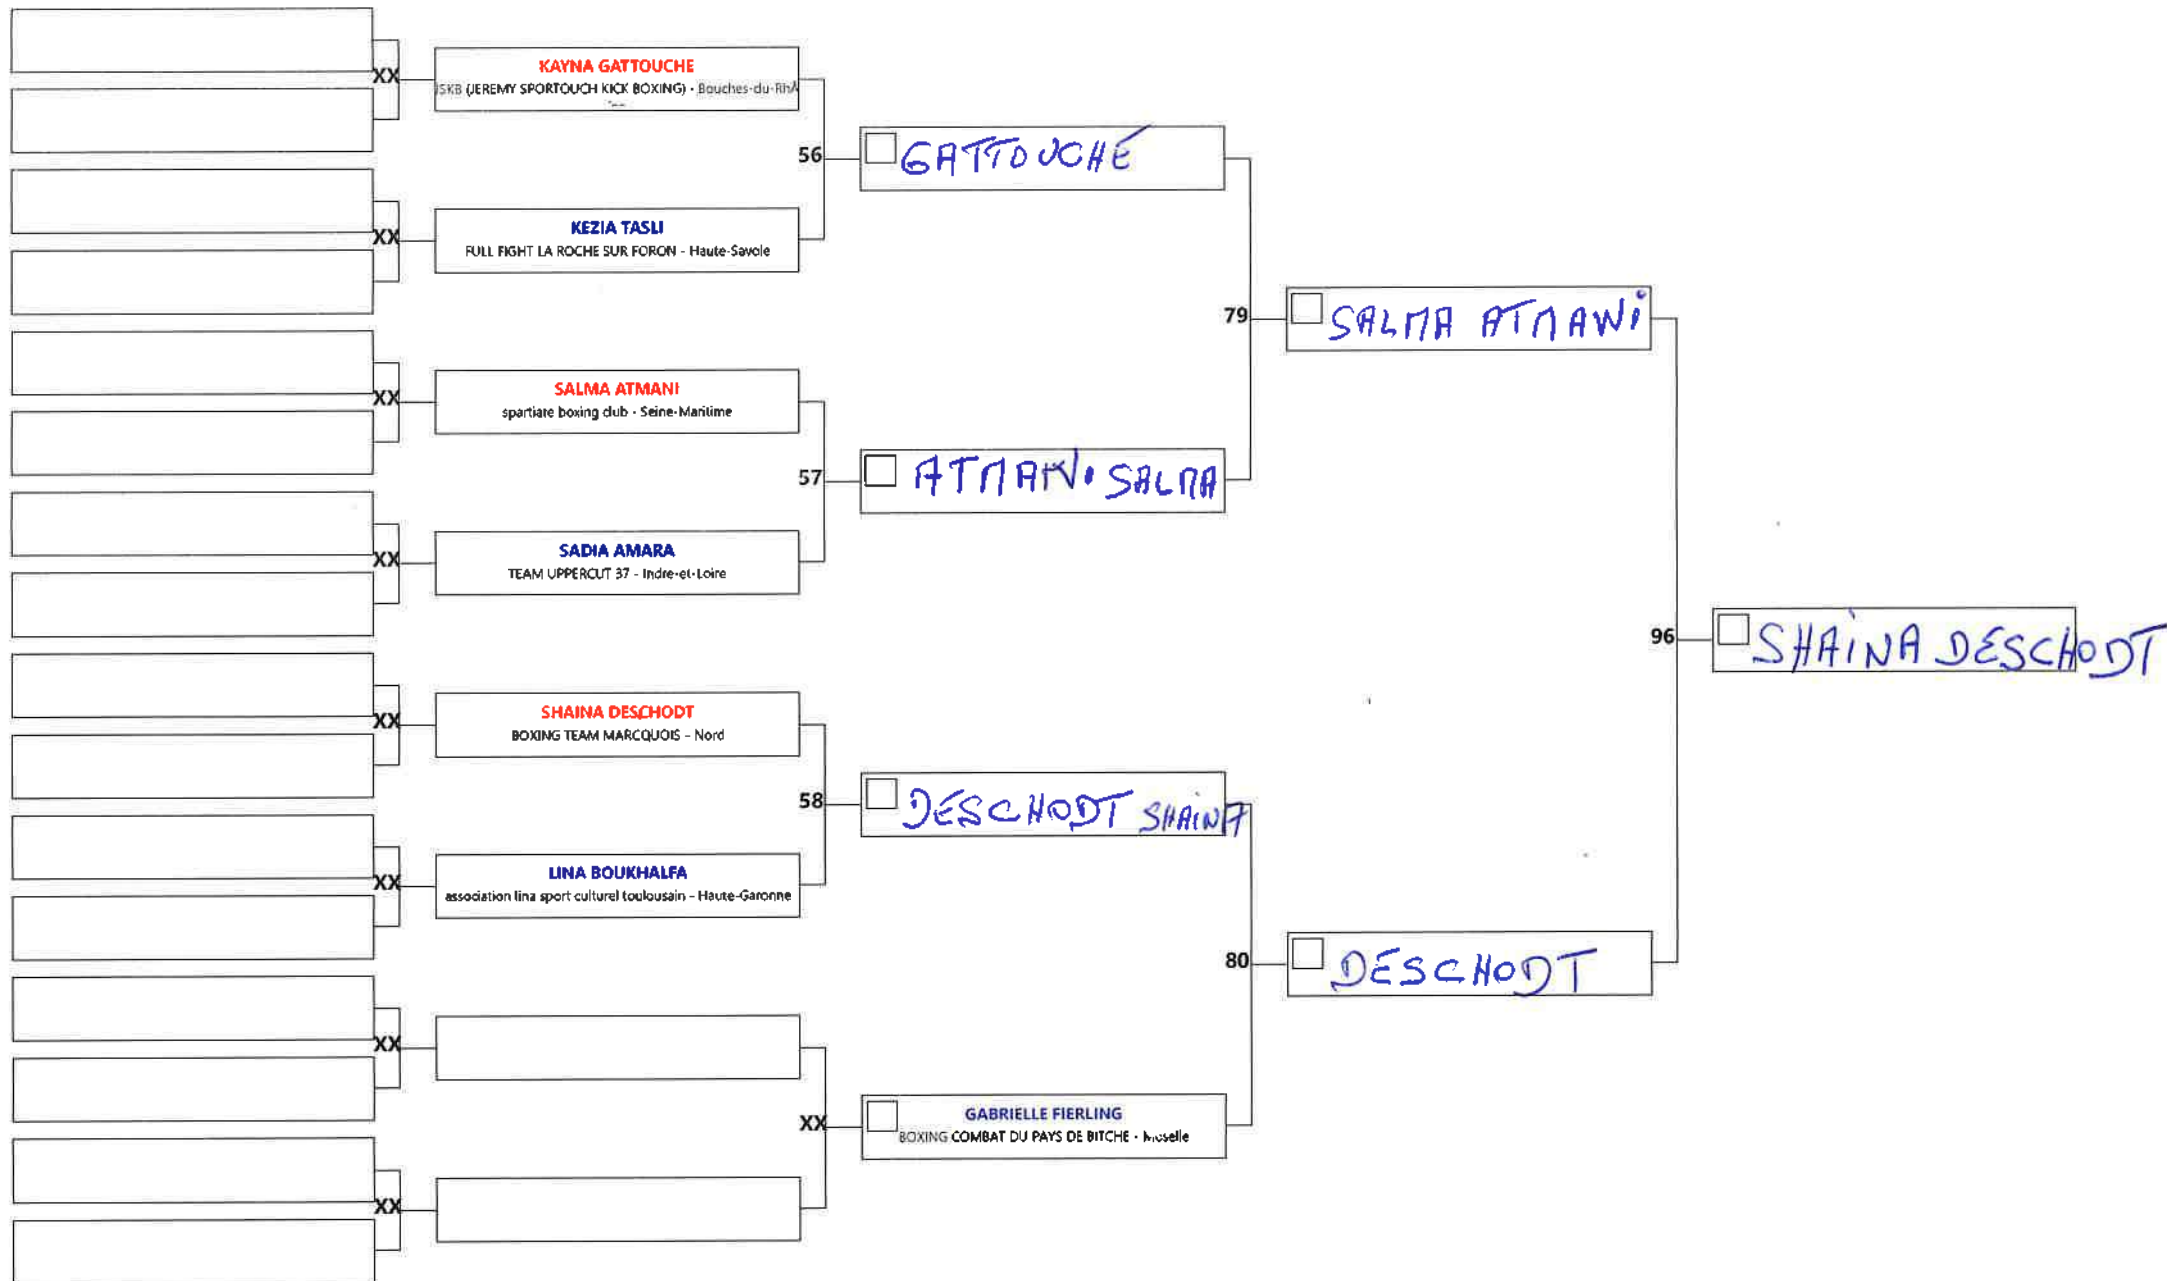 XX
KAYNA GATTOUCHE
JSKB (JEREMY SPORTOUCH KICK BOXING) - Bouches-du-RhÃ
56
GATTOUCHE
XX
KEZIA TASLI
FULL FIGHT LA ROCHE SUR FORON - Haute-Savoie
79
SALMA ATMANi
XX
SALMA ATMANI
spartiate boxing club - Seine-Maritime
57
ATMANi SALMA
XX
SADIA AMARA
TEAM UPPERCUT 37 - Indre-et-Loire
96
SHAiNA DESCHODT
XX
SHAINA DESCHODT
BOXING TEAM MARCQUOIS - Nord
58
DESCHODT SHAiNA
XX
LINA BOUKHALFA
association lina sport culturel toulousain - Haute-Garonne
80
DESCHODT
XX
XX
GABRIELLE FIERLING
BOXING COMBAT DU PAYS DE BITCHE - Moselle
XX